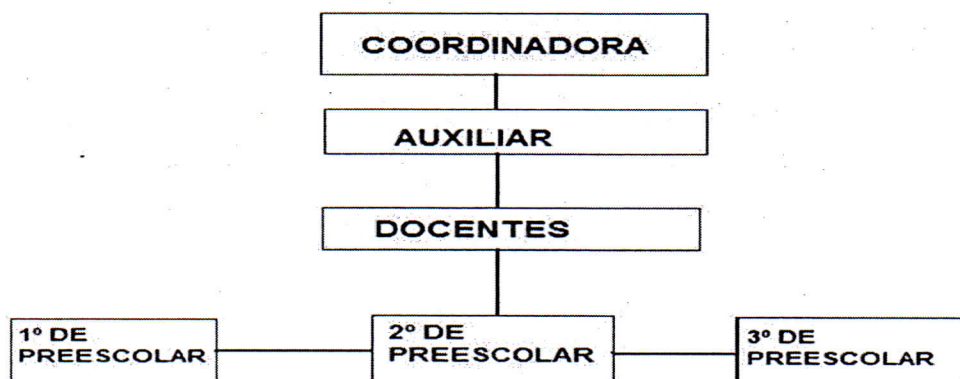 COORDINADORA
AUXILIAR
DOCENTES
1º DE
PREESCOLAR
2º DE
PREESCOLAR
3º DE
PREESCOLAR